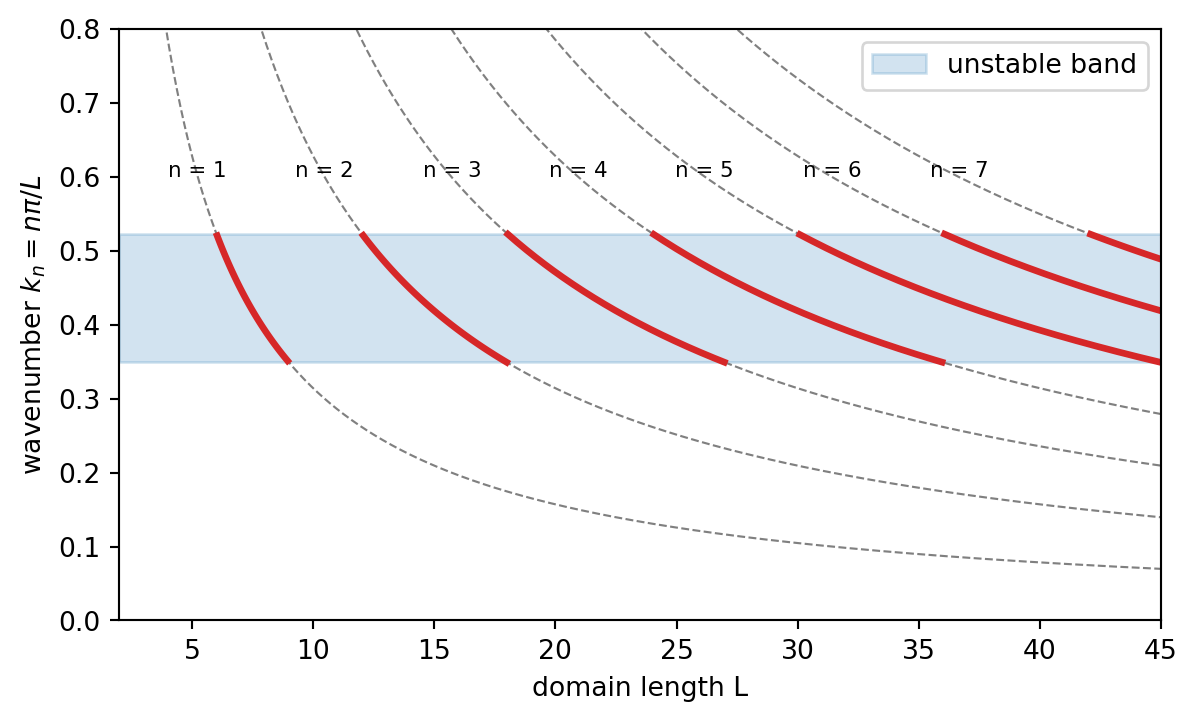 0.8
0.7
0.6
0.5
0.4
0.3
0.2
0.1
0.0
wavenumber kₙ = nπ/L
unstable band
n = 1
n = 2
n = 3
n = 4
n = 5
n = 6
n = 7
5
10
15
20
25
30
35
40
45
domain length L